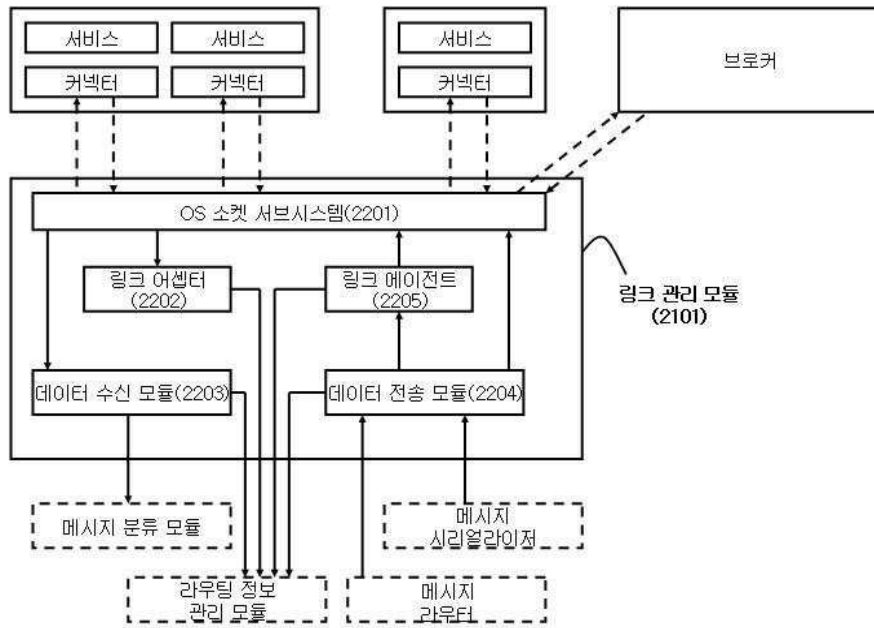 서비스
서비스
서비스
브로커
커넥터
커넥터
커넥터
OS 소켓 서브시스템(2201)
링크 어셉터
(2202)
링크 에이전트
(2205)
링크 관리 모듈
(2101)
데이터 수신 모듈(2203)
데이터 전송 모듈(2204)
메시지 분류 모듈
메시지
시리얼라이저
라우팅 정보
관리 모듈
메시지
라우터